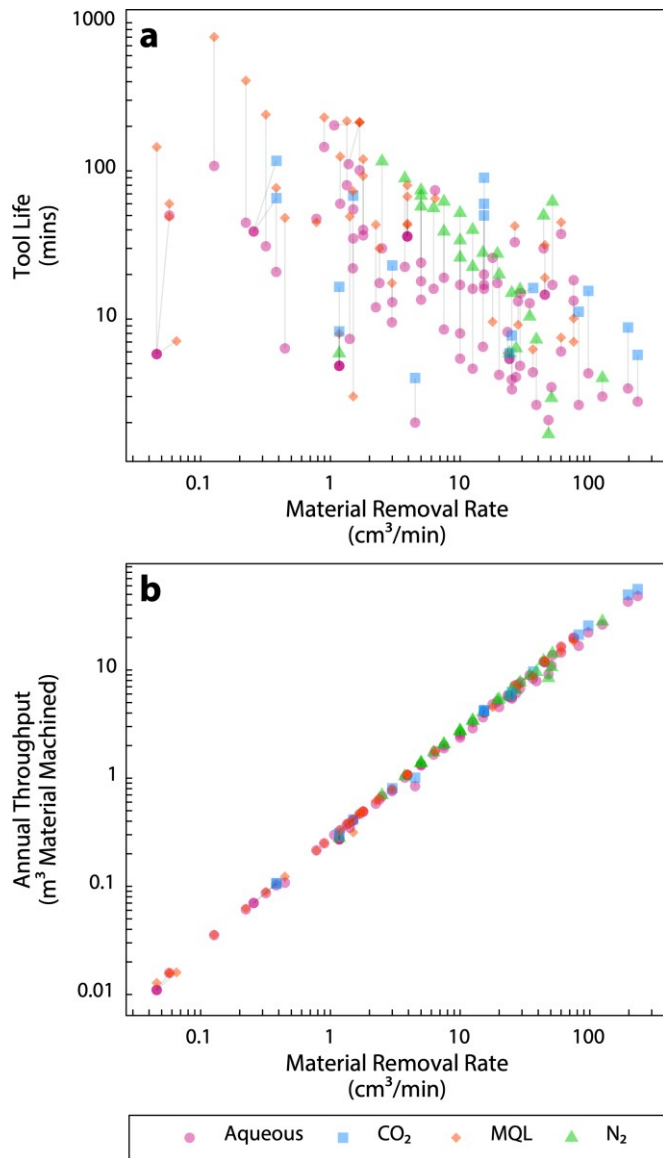 a
1000
100
10
Tool Life
(mins)
0.1 1 10 100
Material Removal Rate
(cm³/min)
b
10
1
0.1
0.01
Annual Throughput
(m³ Material Machined)
0.1 1 10 100
Material Removal Rate
(cm³/min)
Aqueous CO₂ MQL N₂